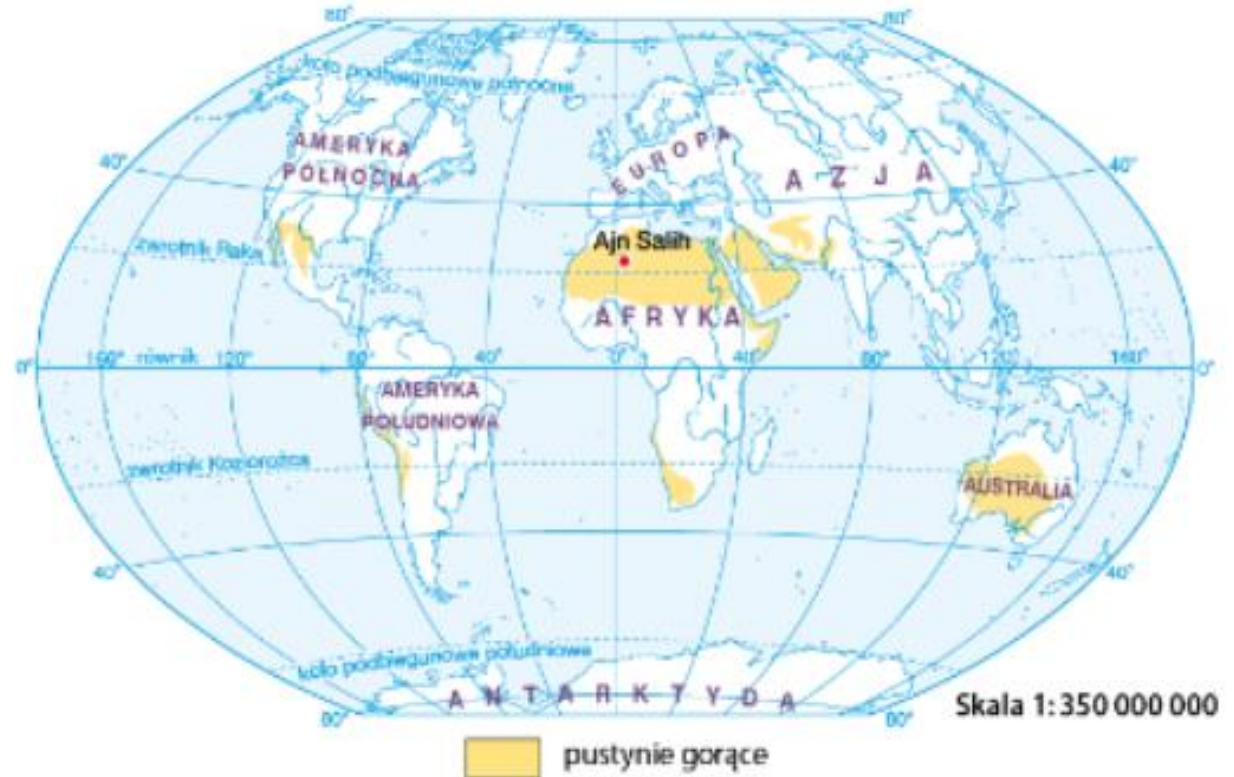 80° 80°
koło podbiegunowe północne
AMERYKA
PÓŁNOCNA
EUROPA
AZJA
40° 40°
zwrotnik Raka
Ajn Salih
AFRYKA
0° 160° równik 120° 80° 40° 0° 40° 80° 120° 160° 0°
AMERYKA
POŁUDNIOWA
zwrotnik Koziorożca
AUSTRALIA
40° 40°
koło podbiegunowe południowe
ANTARKTYDA
80° 80°
Skala 1: 350 000 000
pustynie gorące